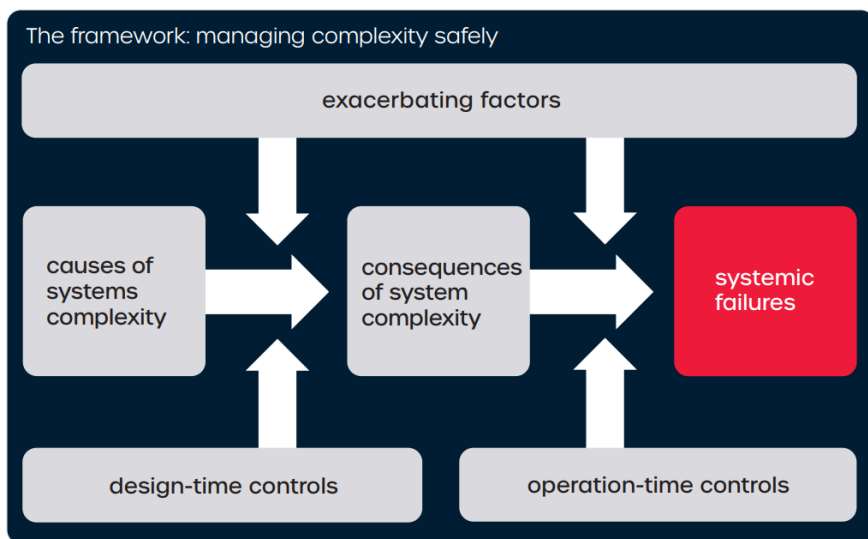 The framework: managing complexity safely
exacerbating factors
causes of
systems
complexity
consequences
of system
complexity
systemic
failures
design-time controls
operation-time controls